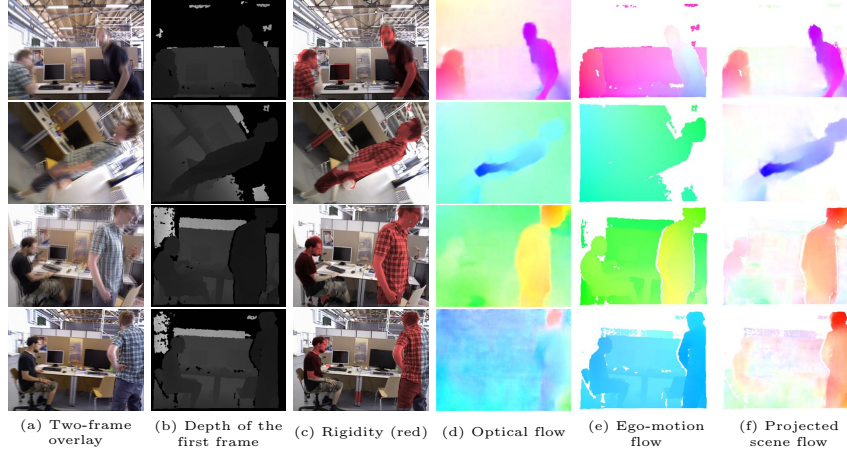 (a) Two-frame overlay
(b) Depth of the first frame
(c) Rigidity (red)
(d) Optical flow
(e) Ego-motion flow
(f) Projected scene flow